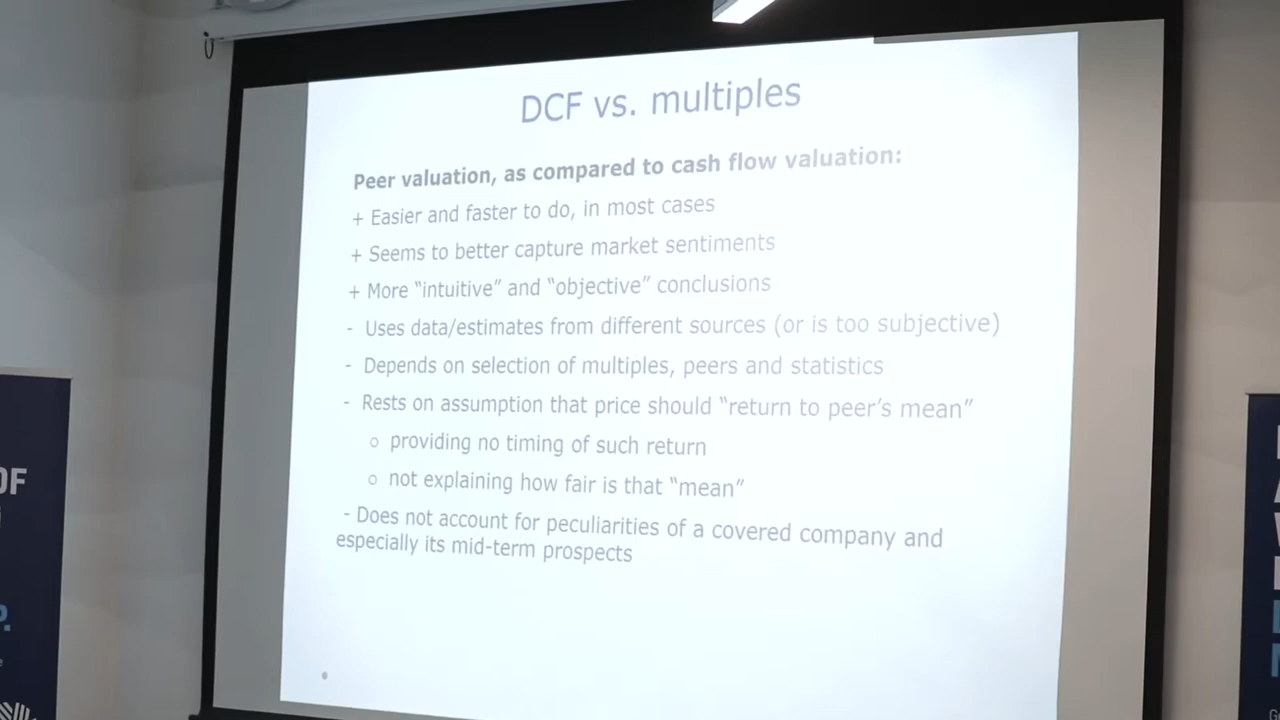 DCF vs. multiples
Peer valuation, as compared to cash flow valuation:
+ Easier and faster to do, in most cases
+ Seems to better capture market sentiments
+ More “intuitive” and “objective” conclusions
- Uses data/estimates from different sources (or is too subjective)
- Depends on selection of multiples, peers and statistics
- Rests on assumption that price should “return to peer’s mean”
o providing no timing of such return
o not explaining how fair is that “mean”
- Does not account for peculiarities of a covered company and
especially its mid-term prospects
OF